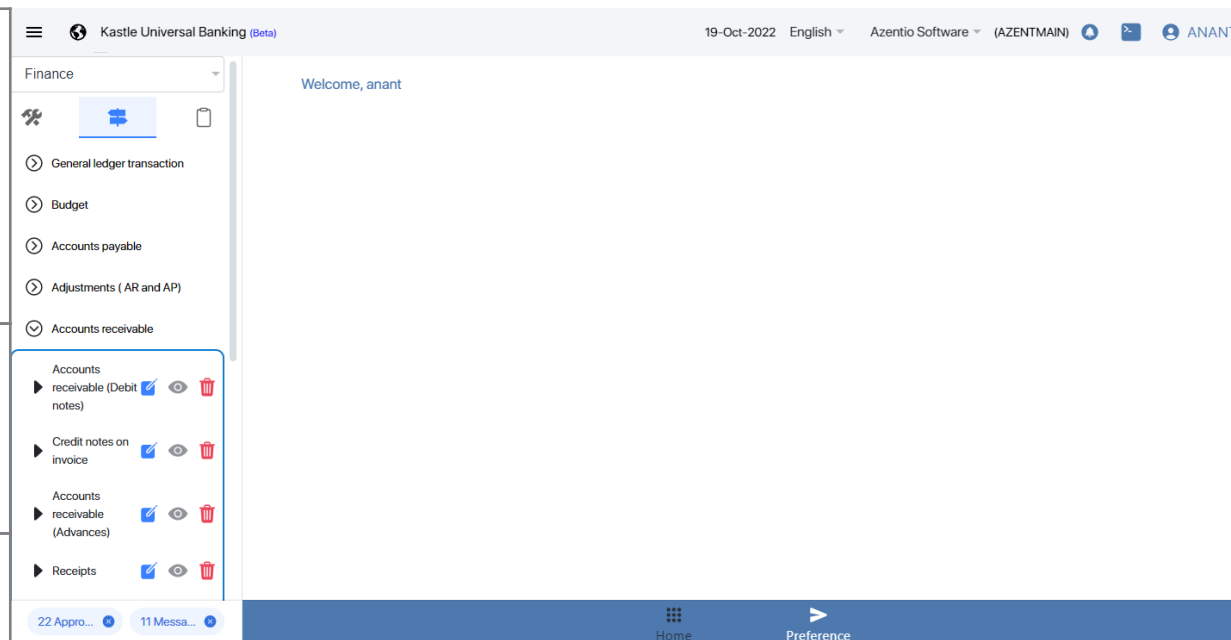 Kastle Universal Banking (Beta)
19-Oct-2022 English Azentio Software (AZENTMAIN) ANANT
Finance
Welcome, anant
General ledger transaction
Budget
Accounts payable
Adjustments ( AR and AP)
Accounts receivable
Accounts
receivable (Debit
notes)
Credit notes on
invoice
Accounts
receivable
(Advances)
Receipts
22 Appro... 11 Messa...
Home
Preference